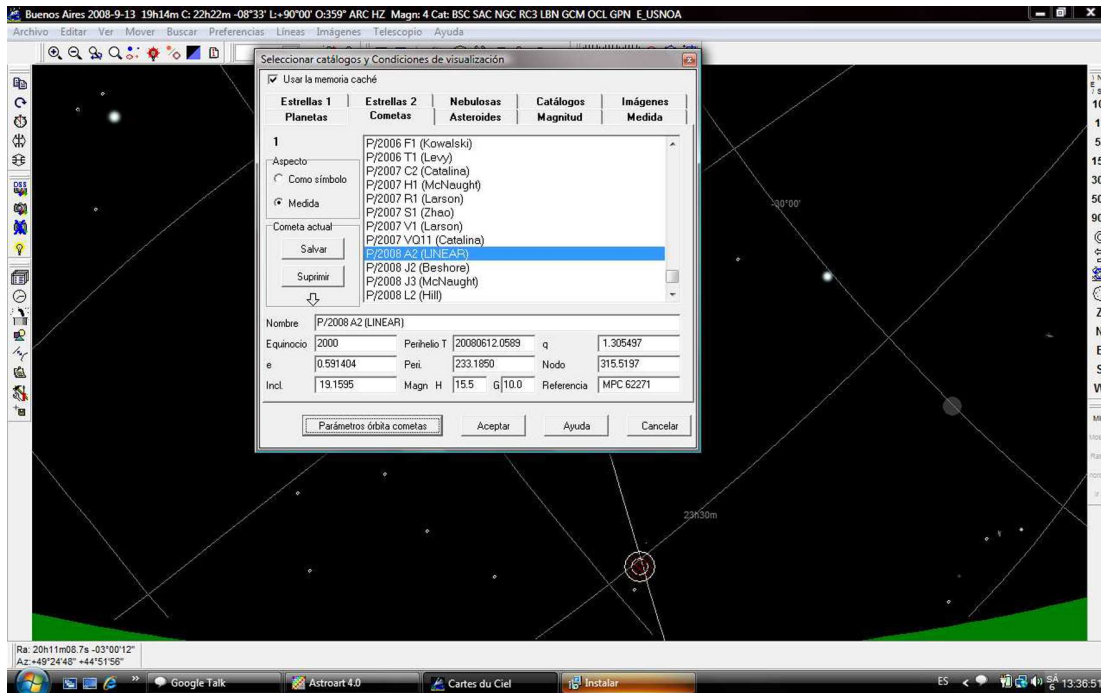 Buenos Aires 2008-9-13 19h14m C: 22h22m -08°33' L:+90°00' O:359° ARC HZ Magn: 4 Cat: BSC SAC NGC RC3 LBN GCM OCL GPN E_USNOA
Archivo Editar Ver Mover Buscar Preferencias Líneas Imágenes Telescopio Ayuda
Seleccionar catálogos y Condiciones de visualización
Usar la memoria caché
Estrellas 1 Estrellas 2 Nebulosas Catálogos Imágenes
Planetas Cometas Asteroides Magnitud Medida
1
Aspecto
Como símbolo
Medida
Cometa actual
Salvar
Suprimir
P/2006 F1 (Kowalski)
P/2006 T1 (Levy)
P/2007 C2 (Catalina)
P/2007 H1 (McNaught)
P/2007 R1 (Larson)
P/2007 S1 (Zhao)
P/2007 V1 (Larson)
P/2007 VQ11 (Catalina)
P/2008 A2 (LINEAR)
P/2008 J2 (Beshore)
P/2008 J3 (McNaught)
P/2008 L2 (Hill)
Nombre P/2008 A2 (LINEAR)
Equinocio 2000 Perihelio T 20080612.0589 q 1.305497
e 0.591404 Peri. 233.1850 Nodo 315.5197
Incl. 19.1595 Magn H 15.5 G 10.0 Referencia MPC 62271
Parámetros órbita cometas Aceptar Ayuda Cancelar
-30°00'
23h30m
DSS
Ra: 20h11m08.7s -03°00'12"
Az:+49°24'48" +44°51'56"
Google Talk Astroart 4.0 Cartes du Ciel Instalar ES 13:36:51